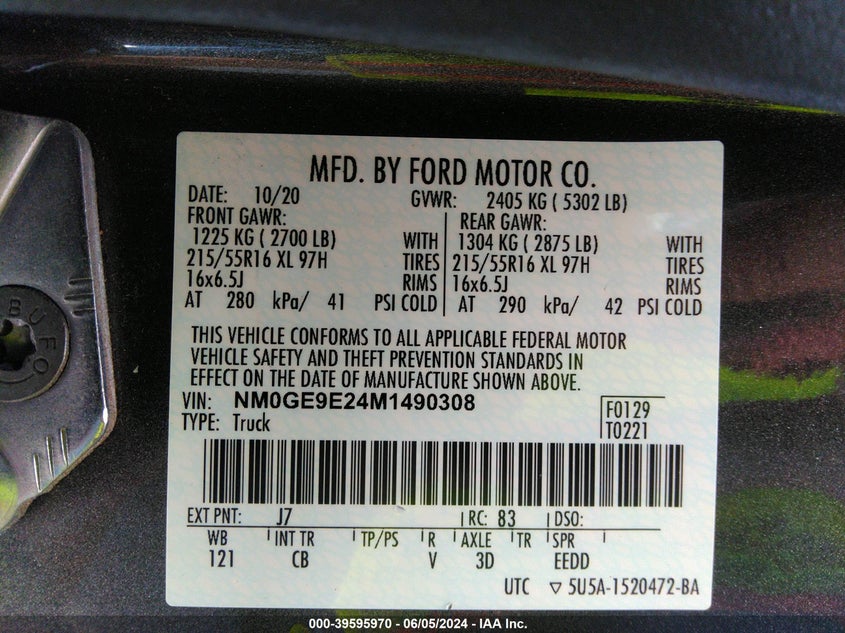 MFD. BY FORD MOTOR CO.
DATE: 10/20 GVWR: 2405 KG ( 5302 LB)
FRONT GAWR: REAR GAWR:
1225 KG ( 2700 LB) WITH 1304 KG ( 2875 LB) WITH
215/55R16 XL 97H TIRES 215/55R16 XL 97H TIRES
16x6.5J RIMS 16x6.5J RIMS
AT 280 kPa/ 41 PSI COLD AT 290 kPa/ 42 PSI COLD
THIS VEHICLE CONFORMS TO ALL APPLICABLE FEDERAL MOTOR
VEHICLE SAFETY AND THEFT PREVENTION STANDARDS IN
EFFECT ON THE DATE OF MANUFACTURE SHOWN ABOVE.
VIN: NM0GE9E24M1490308
F0129
TYPE: Truck
T0221
EXT PNT: J7 RC: 83 DSO:
WB INT TR TP/PS R AXLE TR SPR
121 CB V 3D EEDD
UTC ▽ 5U5A-1520472-BA
BUFO
000-39595970 - 06/05/2024 - IAA Inc.